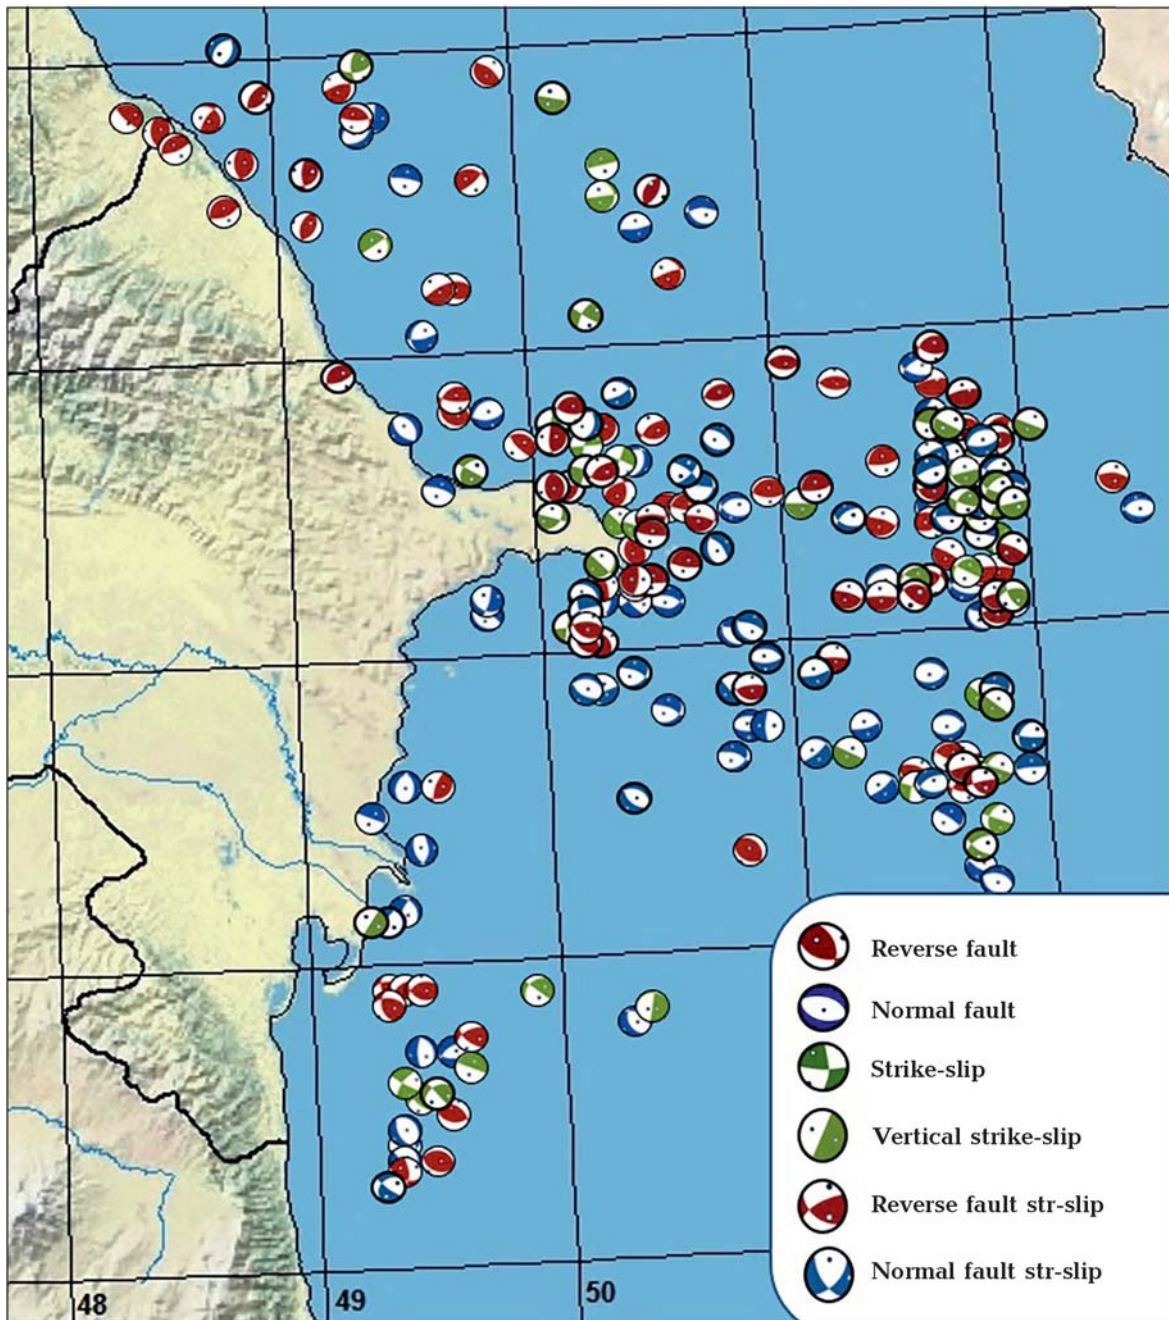 Reverse fault
Normal fault
Strike-slip
Vertical strike-slip
Reverse fault str-slip
Normal fault str-slip
48
49
50